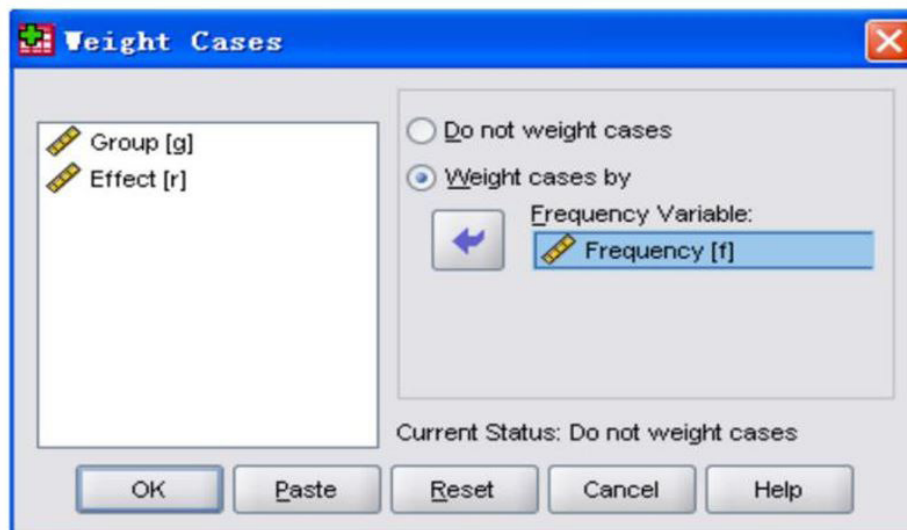 Weight Cases
Group [g]
Effect [r]
Do not weight cases
Weight cases by
Frequency Variable:
Frequency [f]
Current Status: Do not weight cases
OK Paste Reset Cancel Help